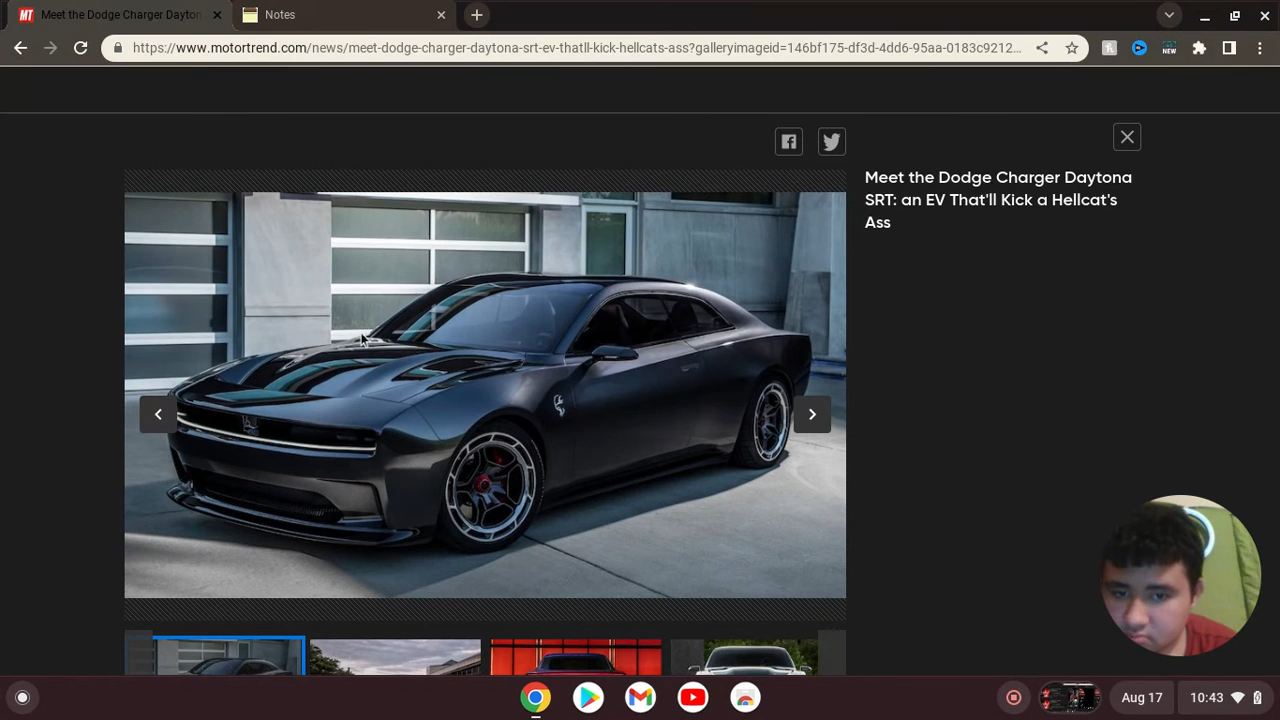 MT Meet the Dodge Charger Dayton
Notes
https://www.motortrend.com/news/meet-dodge-charger-daytona-srt-ev-thatll-kick-hellcats-ass?galleryimageid=146bf175-df3d-4dd6-95aa-0183c9212...
NEW
Meet the Dodge Charger Daytona
SRT: an EV That'll Kick a Hellcat's
Ass
Aug 17
10:43